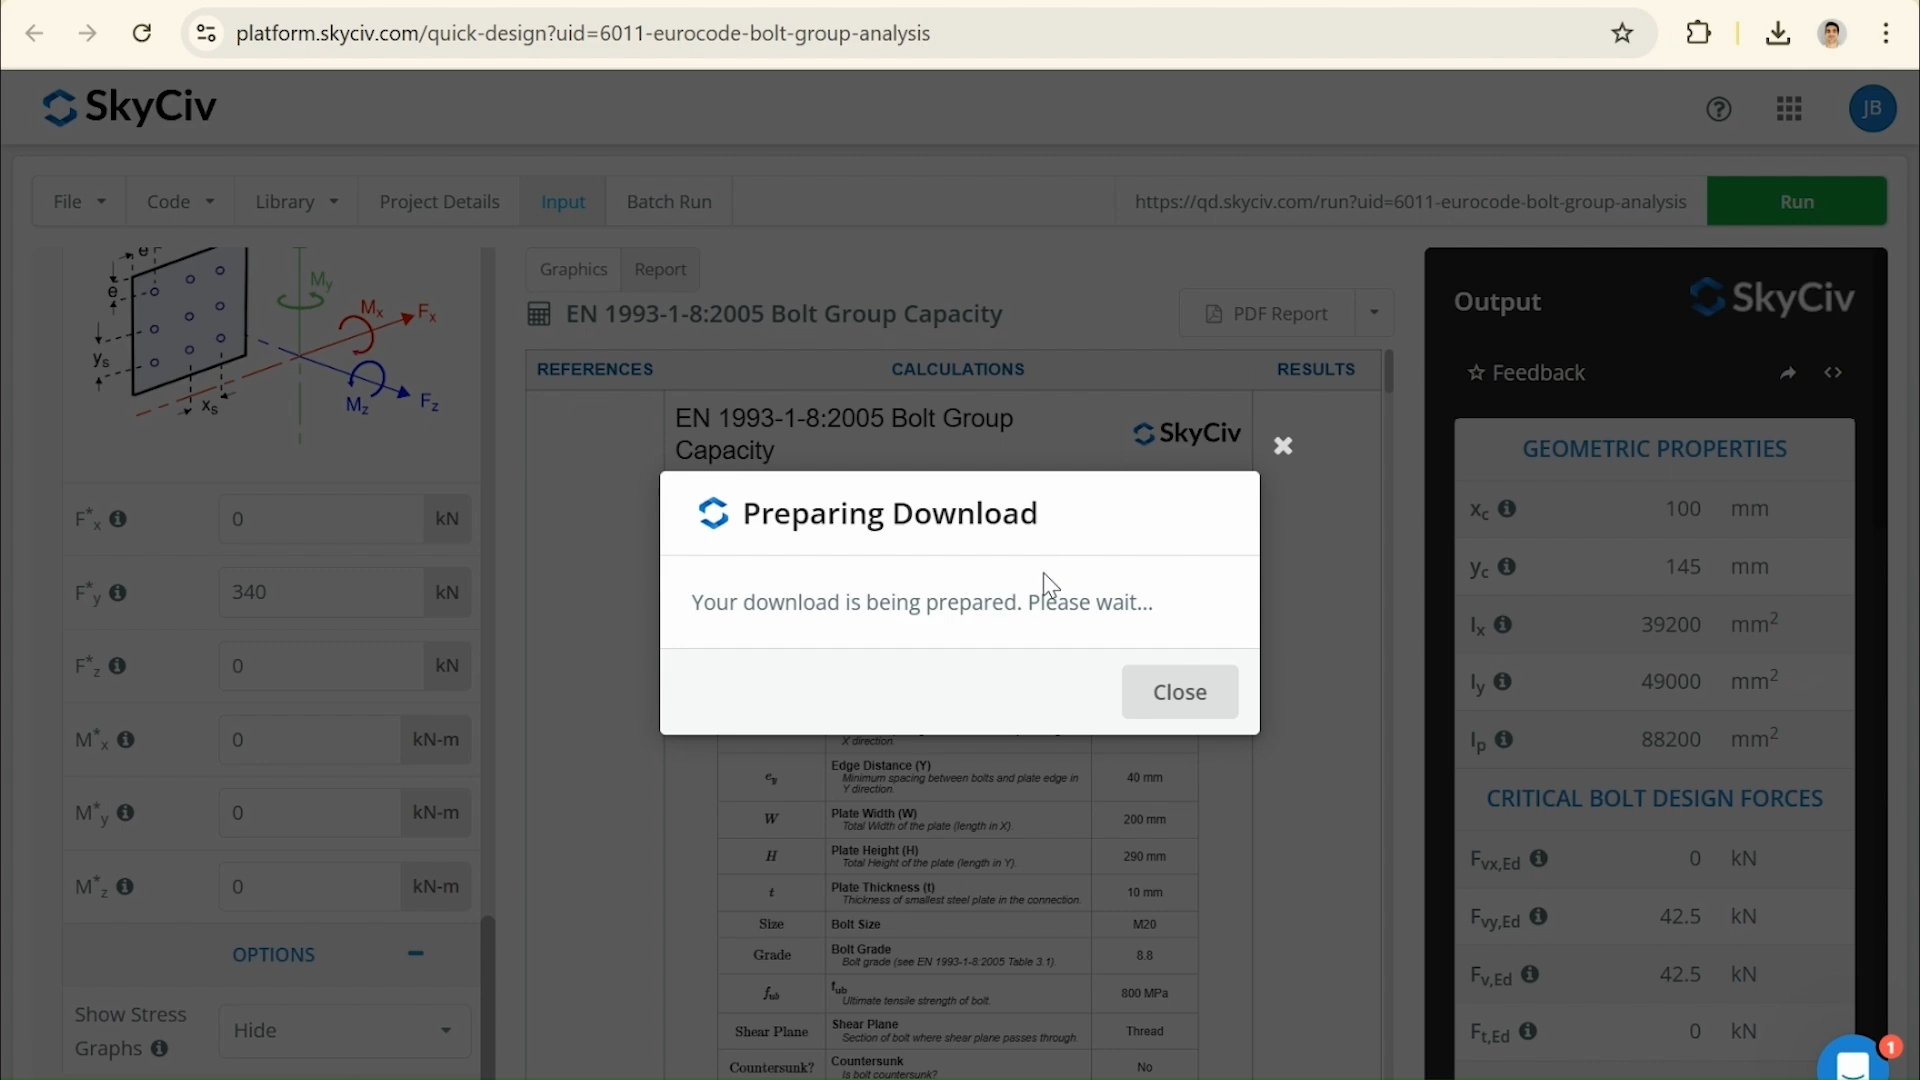 platform.skyciv.com/quick-design?uid=6011-eurocode-bolt-group-analysis
SkyCiv
JB
File
Code
Library
Project Details
Input
Batch Run
https://qd.skyciv.com/run?uid=6011-eurocode-bolt-group-analysis
Run
e
e
ys
xs
My
Mx
Fx
Mz
Fz
F*x 0 kN
F*y 340 kN
F*z 0 kN
M*x 0 kN-m
M*y 0 kN-m
M*z 0 kN-m
OPTIONS
Show Stress
Graphs
Hide
Graphics
Report
EN 1993-1-8:2005 Bolt Group Capacity
PDF Report
REFERENCES CALCULATIONS RESULTS
EN 1993-1-8:2005 Bolt Group
Capacity
SkyCiv
Preparing Download
Your download is being prepared. Please wait...
Close
X direction.
ey Edge Distance (Y) 40 mm
Minimum spacing between bolts and plate edge in
Y direction.
W Plate Width (W) 200 mm
Total Width of the plate (length in X).
H Plate Height (H) 290 mm
Total Height of the plate (length in Y).
t Plate Thickness (t) 10 mm
Thickness of smallest steel plate in the connection.
Size Bolt Size M20
Grade Bolt Grade 8.8
Bolt grade (see EN 1993-1-8:2005 Table 3.1).
fub fub 800 MPa
Ultimate tensile strength of bolt.
Shear Plane Shear Plane Thread
Section of bolt where shear plane passes through.
Countersunk? Countersunk No
Is bolt countersunk?
Output
SkyCiv
Feedback
GEOMETRIC PROPERTIES
xc 100 mm
yc 145 mm
Ix 39200 mm2
Iy 49000 mm2
Ip 88200 mm2
CRITICAL BOLT DESIGN FORCES
Fvx,Ed 0 kN
Fvy,Ed 42.5 kN
Fv,Ed 42.5 kN
Ft,Ed 0 kN
1